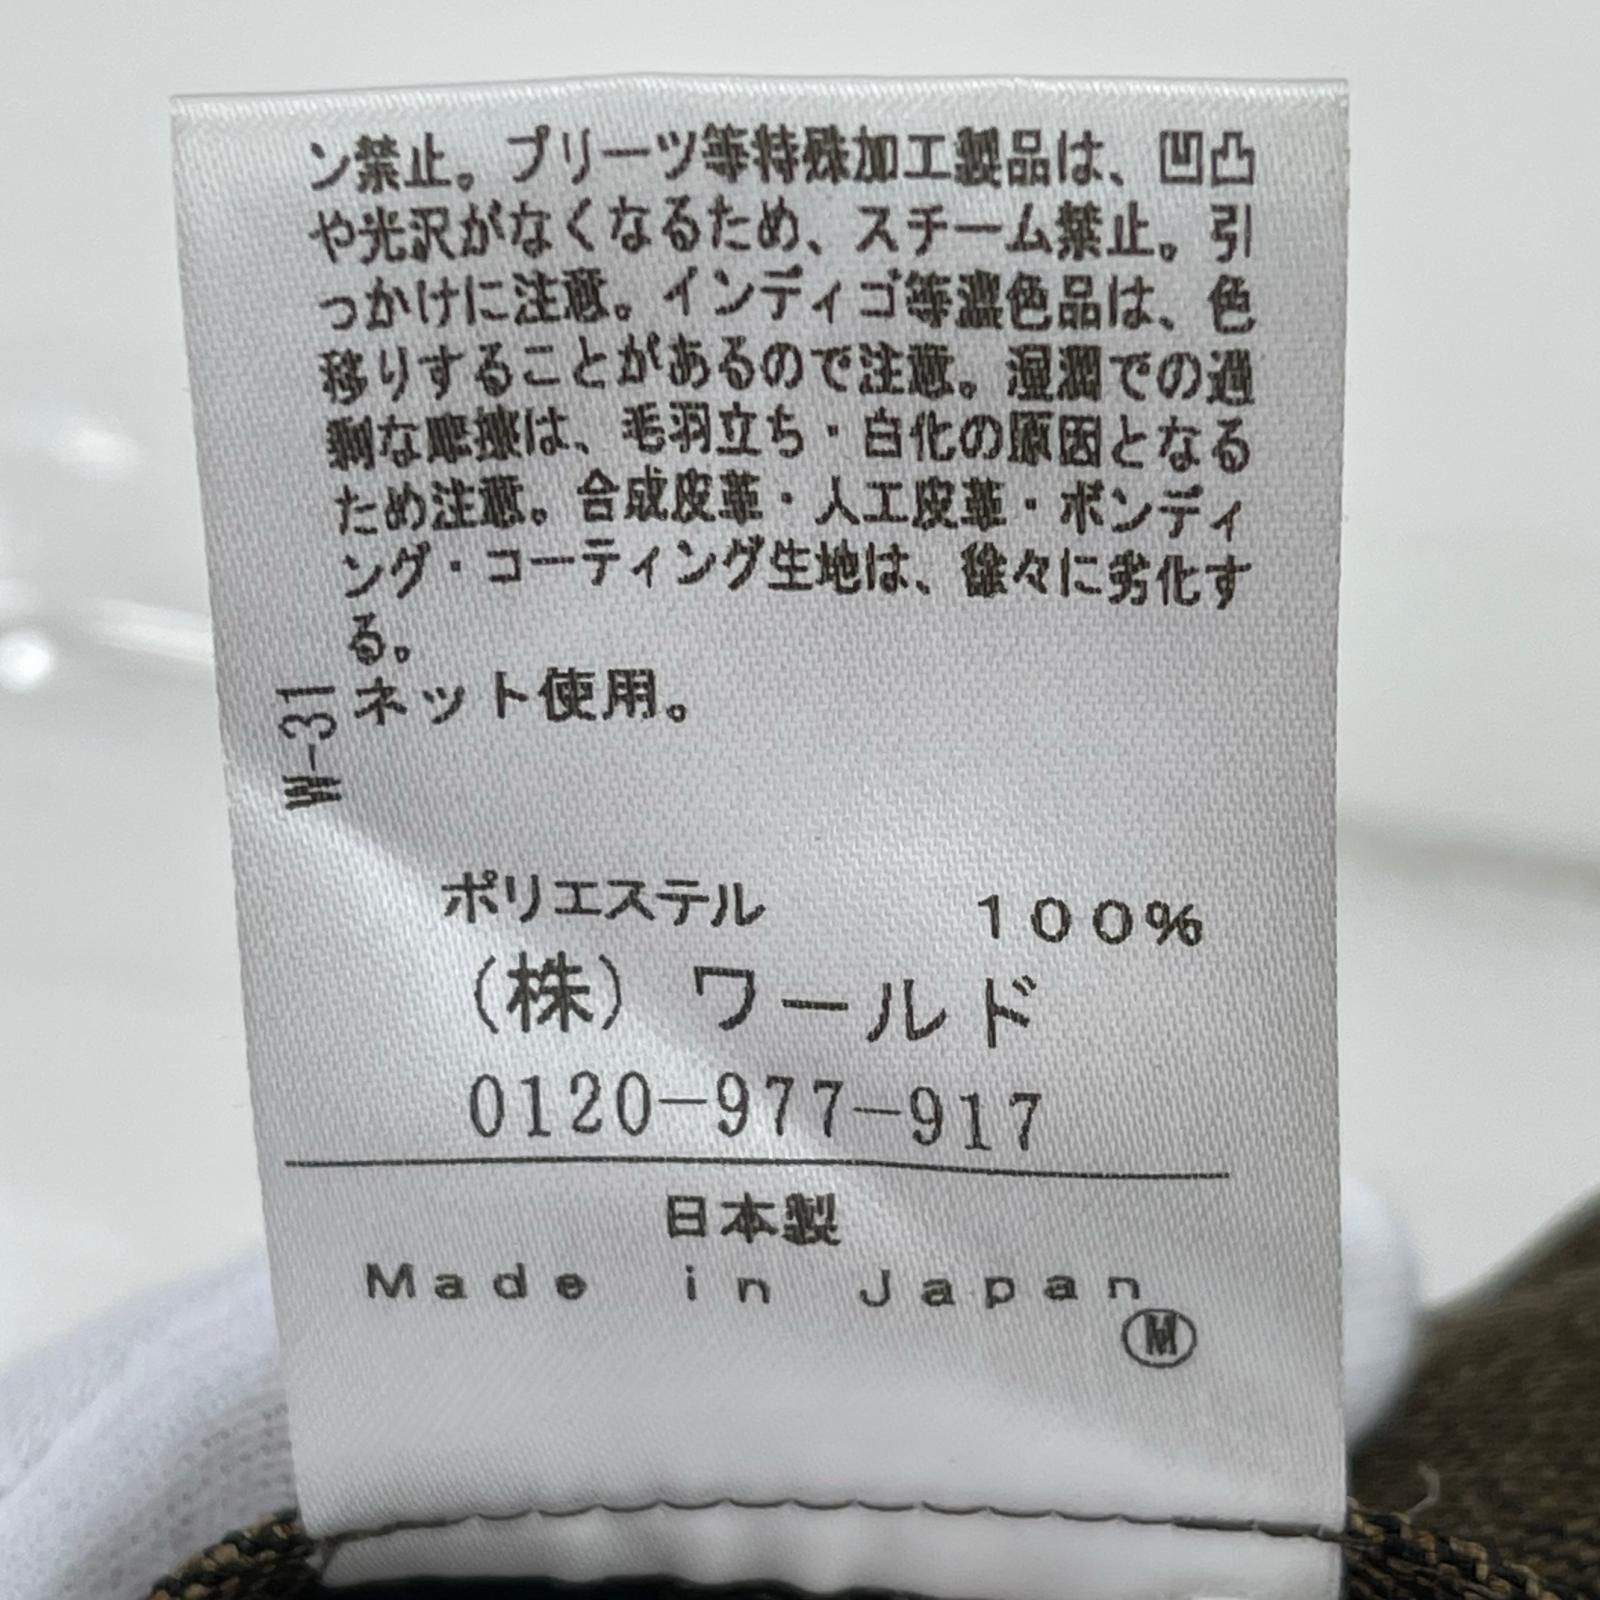 ン禁止。プリーツ等特殊加工製品は、凹凸
や光沢がなくなるため、スチーム禁止。引
っかけに注意。インディゴ等濃色品は、色
移りすることがあるので注意。湿潤での過
剰な摩擦は、毛羽立ち・白化の原因となる
ため注意。合成皮革・人工皮革・ボンディ
ング・コーティング生地は、徐々に劣化す
る。
ネット使用。
W-31
ポリエステル 100%
(株) ワールド
0120-977-917
日本製
Made in Japan
Ⓜ